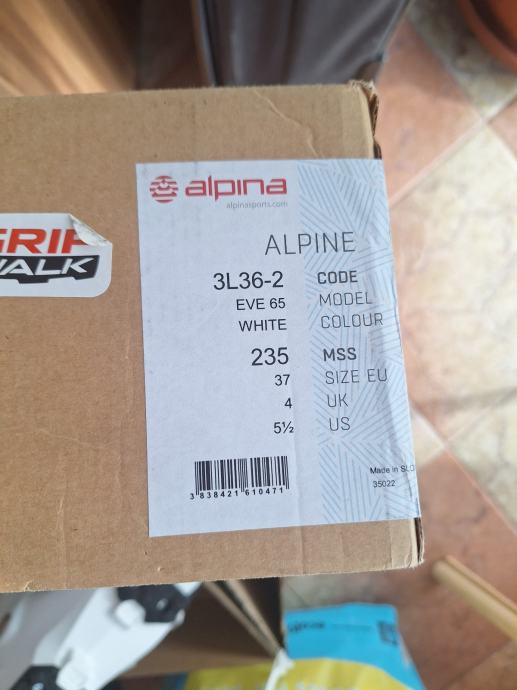 alpina
alpinasports.com
ALPINE
3L36-2 CODE
EVE 65 MODEL
WHITE COLOUR
235 MSS
37 SIZE EU
4 UK
5½ US
3 838421 610471
Made in SLO
35022
GRIP
WALK
alpina